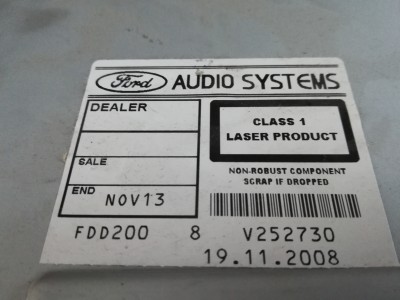 Ford AUDIO SYSTEMS
DEALER
CLASS 1
LASER PRODUCT
SALE
NON-ROBUST COMPONENT
SCRAP IF DROPPED
END NOV13
FDD200 8 V252730
19.11.2008